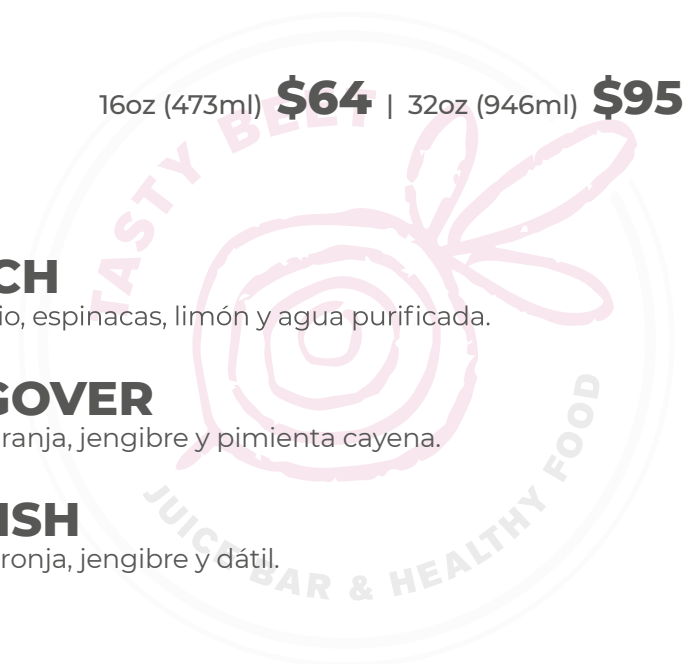 16oz (473ml) $64 | 32oz (946ml) $95
TASTY BEET
CH
io, espinacas, limón y agua purificada.
GOVER
ranja, jengibre y pimienta cayena.
ISH
ronja, jengibre y dátil.
JUICE BAR & HEALTHY FOOD